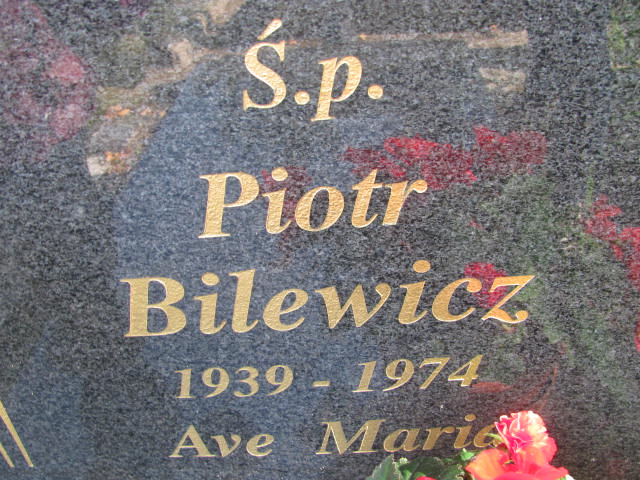 Ś.p.
Piotr
Bilewicz
1939 - 1974
Ave Marie